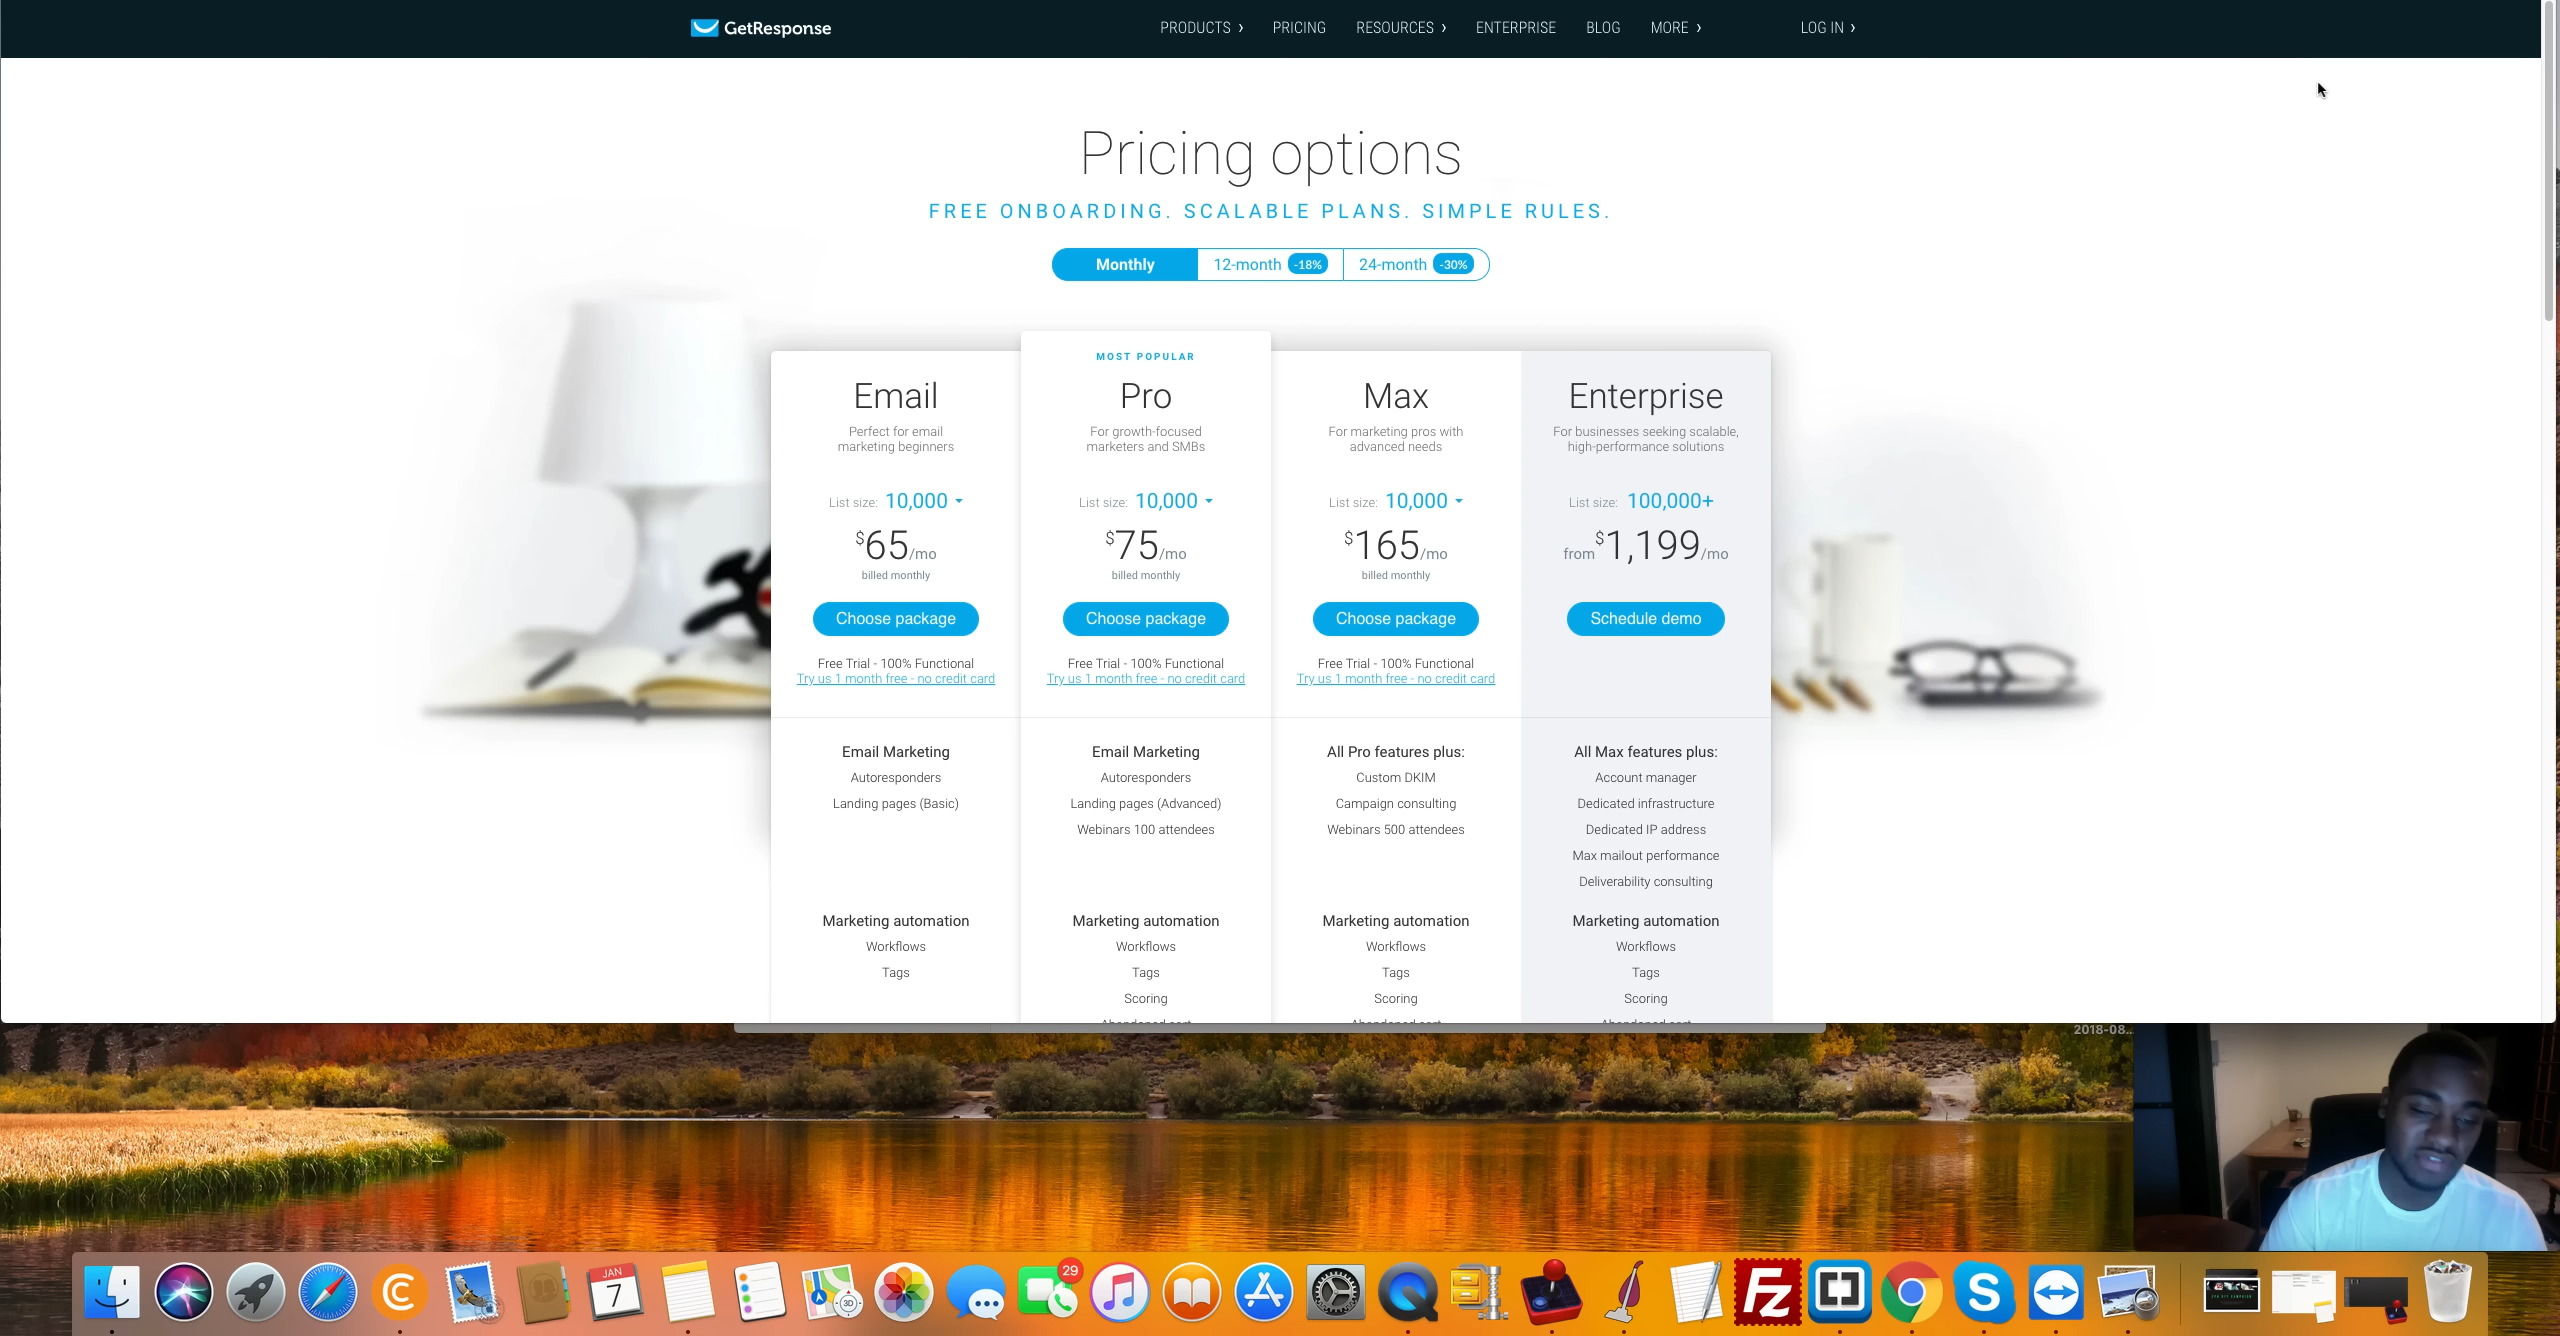 GetResponse
PRODUCTS › PRICING RESOURCES › ENTERPRISE BLOG MORE › LOG IN ›
Pricing options
FREE ONBOARDING. SCALABLE PLANS. SIMPLE RULES.
Monthly 12-month -18% 24-month -30%
MOST POPULAR
Email
Perfect for email
marketing beginners
List size: 10,000
$65/mo
billed monthly
Choose package
Free Trial - 100% Functional
Try us 1 month free - no credit card
Email Marketing
Autoresponders
Landing pages (Basic)
Marketing automation
Workflows
Tags
Pro
For growth-focused
marketers and SMBs
List size: 10,000
$75/mo
billed monthly
Choose package
Free Trial - 100% Functional
Try us 1 month free - no credit card
Email Marketing
Autoresponders
Landing pages (Advanced)
Webinars 100 attendees
Marketing automation
Workflows
Tags
Scoring
Max
For marketing pros with
advanced needs
List size: 10,000
$165/mo
billed monthly
Choose package
Free Trial - 100% Functional
Try us 1 month free - no credit card
All Pro features plus:
Custom DKIM
Campaign consulting
Webinars 500 attendees
Marketing automation
Workflows
Tags
Scoring
Enterprise
For businesses seeking scalable,
high-performance solutions
List size: 100,000+
from $1,199/mo
Schedule demo
All Max features plus:
Account manager
Dedicated infrastructure
Dedicated IP address
Max mailout performance
Deliverability consulting
Marketing automation
Workflows
Tags
Scoring
2018-08...
JAN
7
3D
29
Fz